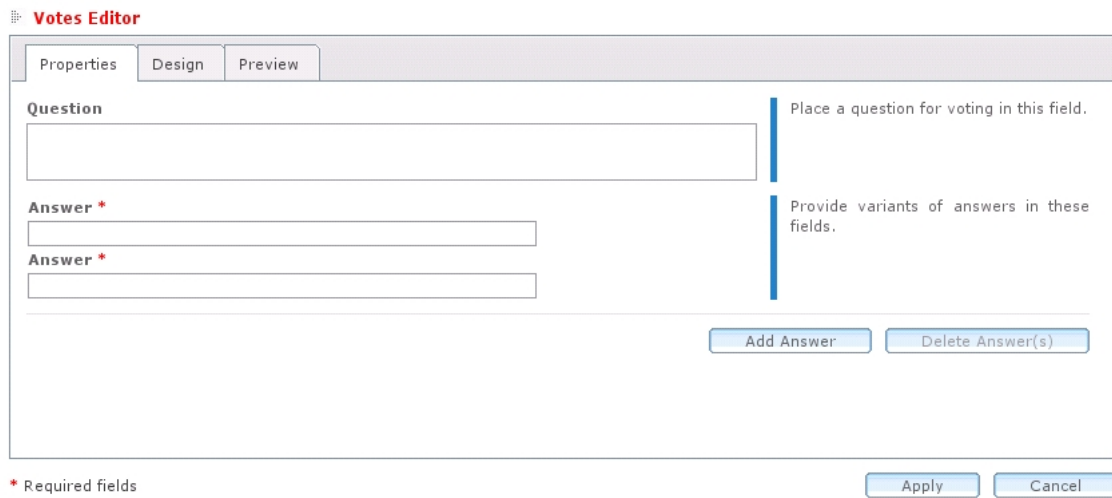 Votes Editor
Properties Design Preview
Question
Place a question for voting in this field.
Answer *
Provide variants of answers in these
fields.
Answer *
Add Answer Delete Answer(s)
* Required fields
Apply Cancel